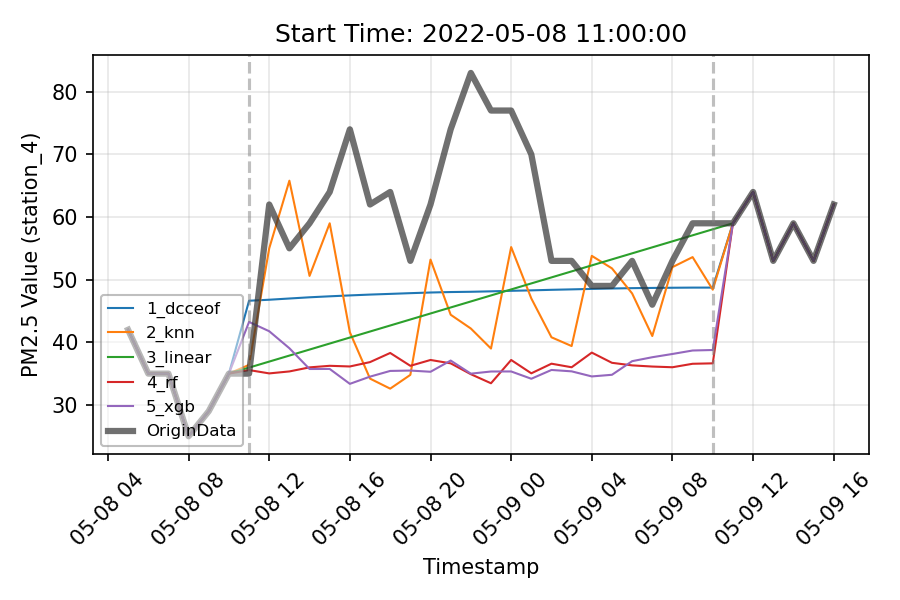 Start Time: 2022-05-08 11:00:00
PM2.5 Value (station_4)
80
70
60
50
40
30
1_dcceof
2_knn
3_linear
4_rf
5_xgb
OriginData
05-08 04
05-08 08
05-08 12
05-08 16
05-08 20
05-09 00
05-09 04
05-09 08
05-09 12
05-09 16
Timestamp